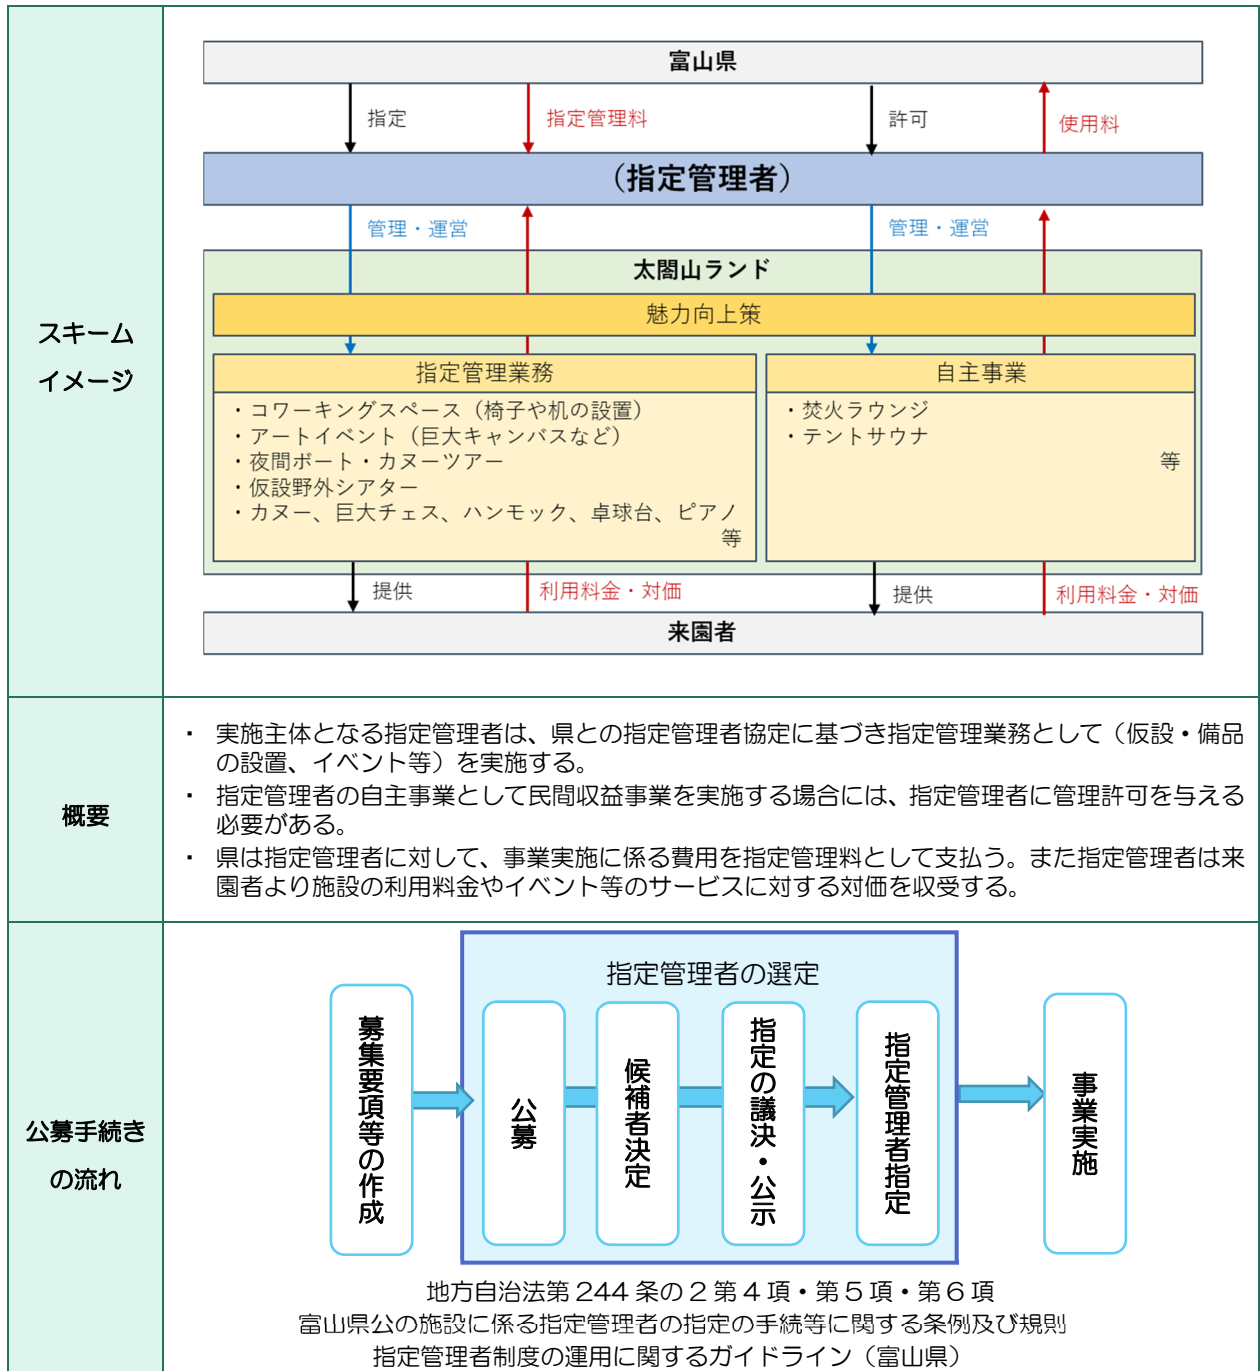 スキーム
イメージ
富山県
指定
指定管理料
許可
使用料
（指定管理者）
管理・運営
管理・運営
太閤山ランド
魅力向上策
指定管理業務
・コワーキングスペース（椅子や机の設置）
・アートイベント（巨大キャンバスなど）
・夜間ボート・カヌーツアー
・仮設野外シアター
・カヌー、巨大チェス、ハンモック、卓球台、ピアノ
等
自主事業
・焚火ラウンジ
・テントサウナ
等
提供
利用料金・対価
提供
利用料金・対価
来園者
概要
・ 実施主体となる指定管理者は、県との指定管理者協定に基づき指定管理業務として（仮設・備品
の設置、イベント等）を実施する。
・ 指定管理者の自主事業として民間収益事業を実施する場合には、指定管理者に管理許可を与える
必要がある。
・ 県は指定管理者に対して、事業実施に係る費用を指定管理料として支払う。また指定管理者は来
園者より施設の利用料金やイベント等のサービスに対する対価を収受する。
公募手続き
の流れ
指定管理者の選定
募集要項等の作成
公募
候補者決定
指定の議決・公示
指定管理者指定
事業実施
地方自治法第 244 条の 2 第 4 項・第 5 項・第 6 項
富山県公の施設に係る指定管理者の指定の手続等に関する条例及び規則
指定管理者制度の運用に関するガイドライン（富山県）